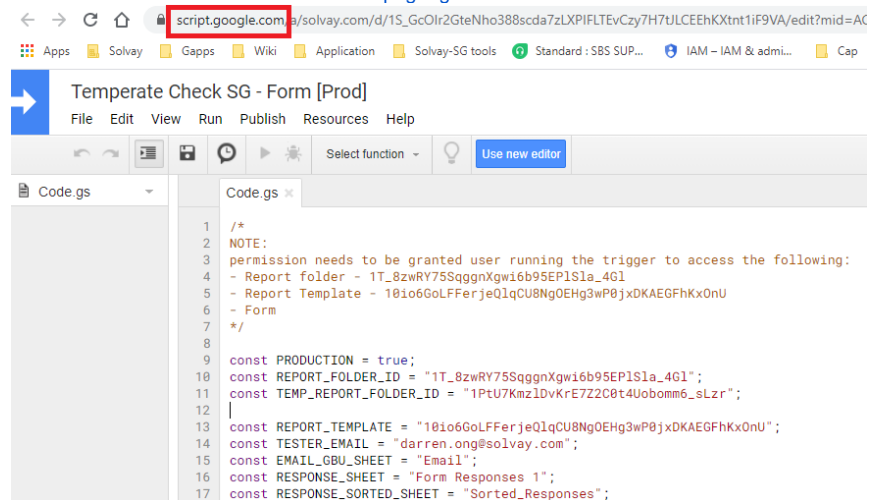 script.google.com/a/solvay.com/d/1S_GcOIr2GteNho388scda7zLXPIFLTEvCzy7H7tJLCEEhKXtnt1iF9VA/edit?mid=AC
Apps Solvay Gapps Wiki Application Solvay-SG tools Standard : SBS SUP... IAM – IAM & admi... Cap
Temperate Check SG - Form [Prod]
File Edit View Run Publish Resources Help
Select function Use new editor
Code.gs Code.gs ×
1 /*
2 NOTE:
3 permission needs to be granted user running the trigger to access the following:
4 - Report folder - 1T_8zwRY75SqggnXgwi6b95EPlSla_4Gl
5 - Report Template - 10io6GoLFFerjeQlqCU8NgOEHg3wP0jxDKAEGFhKxOnU
6 - Form
7 */
8
9 const PRODUCTION = true;
10 const REPORT_FOLDER_ID = "1T_8zwRY75SqggnXgwi6b95EPlSla_4Gl";
11 const TEMP_REPORT_FOLDER_ID = "1PtU7KmzlDvKrE7Z2C0t4Uobomm6_sLzr";
12
13 const REPORT_TEMPLATE = "10io6GoLFFerjeQlqCU8NgOEHg3wP0jxDKAEGFhKxOnU";
14 const TESTER_EMAIL = "darren.ong@solvay.com";
15 const EMAIL_GBU_SHEET = "Email";
16 const RESPONSE_SHEET = "Form Responses 1";
17 const RESPONSE_SORTED_SHEET = "Sorted_Responses";